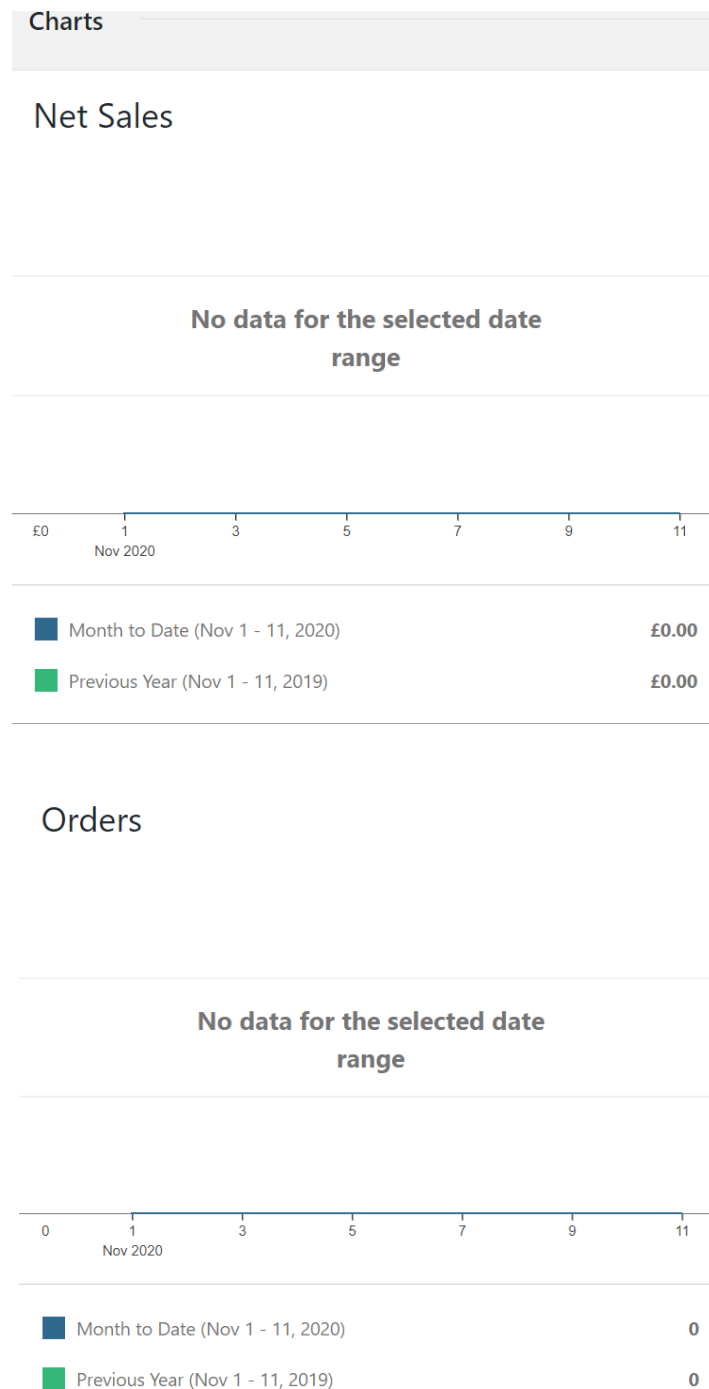 Charts
Net Sales
No data for the selected date
range
£0 1 3 5 7 9 11
Nov 2020
Month to Date (Nov 1 - 11, 2020) £0.00
Previous Year (Nov 1 - 11, 2019) £0.00
Orders
No data for the selected date
range
0 1 3 5 7 9 11
Nov 2020
Month to Date (Nov 1 - 11, 2020) 0
Previous Year (Nov 1 - 11, 2019) 0